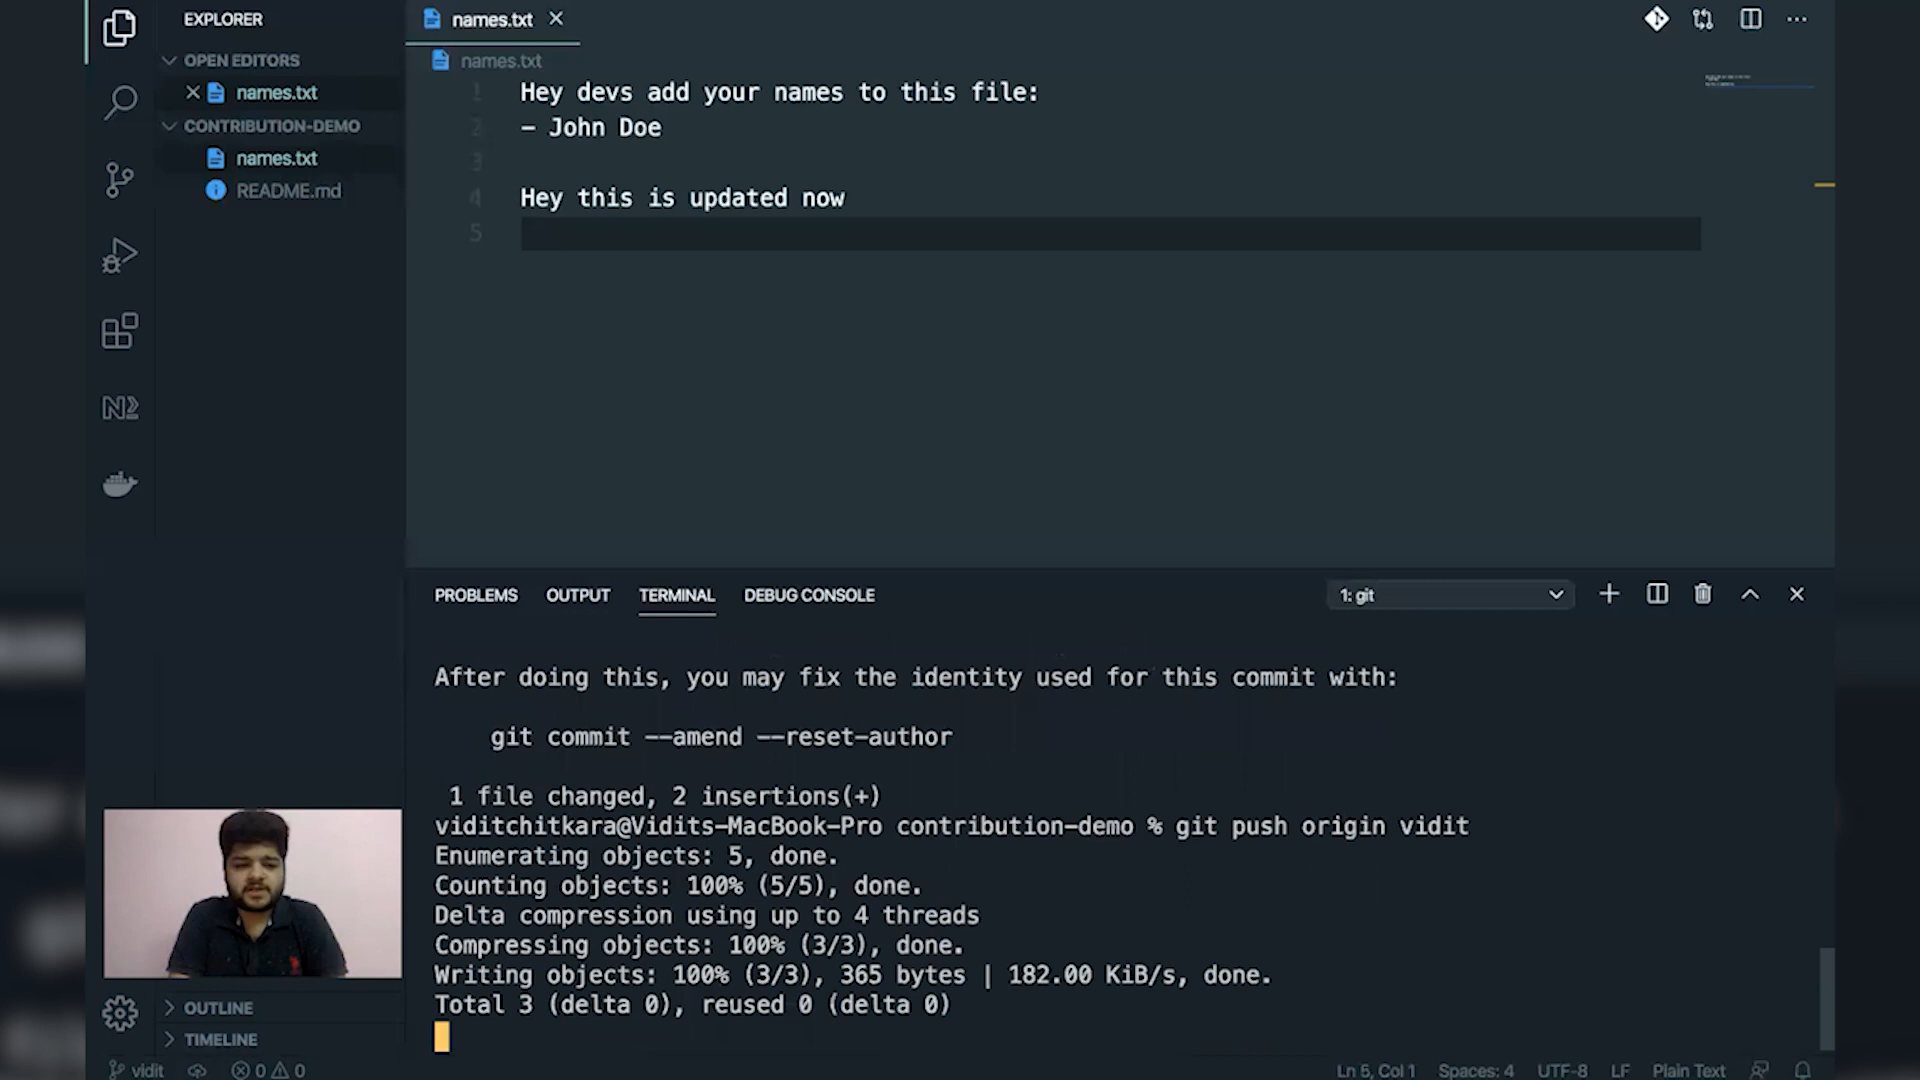 EXPLORER
OPEN EDITORS
names.txt
CONTRIBUTION-DEMO
names.txt
README.md
names.txt
names.txt
1 Hey devs add your names to this file:
2 - John Doe
3
4 Hey this is updated now
5
PROBLEMS OUTPUT TERMINAL DEBUG CONSOLE 1: git
After doing this, you may fix the identity used for this commit with:
git commit --amend --reset-author
1 file changed, 2 insertions(+)
viditchitkara@Vidits-MacBook-Pro contribution-demo % git push origin vidit
Enumerating objects: 5, done.
Counting objects: 100% (5/5), done.
Delta compression using up to 4 threads
Compressing objects: 100% (3/3), done.
Writing objects: 100% (3/3), 365 bytes | 182.00 KiB/s, done.
Total 3 (delta 0), reused 0 (delta 0)
OUTLINE
TIMELINE
vidit 0 0 Ln 5, Col 1 Spaces: 4 UTF-8 LF Plain Text